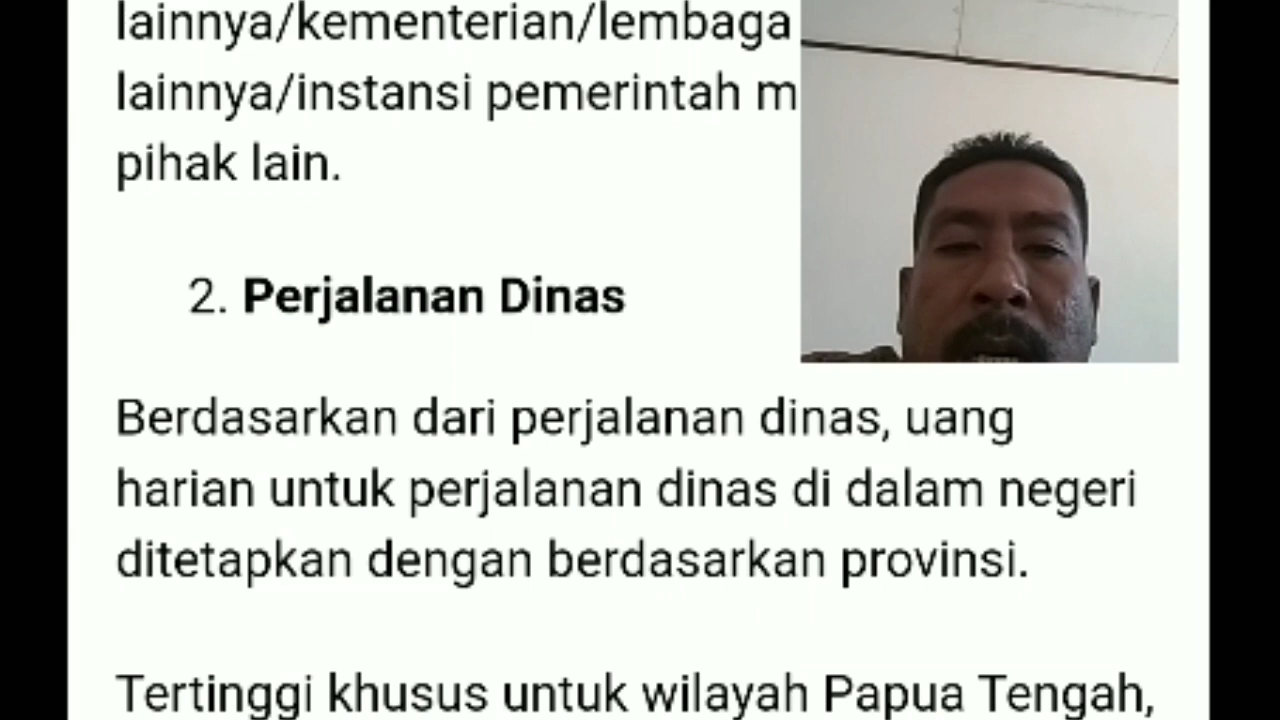 lainnya/kementerian/lembaga
lainnya/instansi pemerintah
pihak lain.
2. Perjalanan Dinas
Berdasarkan dari perjalanan dinas, uang
harian untuk perjalanan dinas di dalam negeri
ditetapkan dengan berdasarkan provinsi.
Tertinggi khusus untuk wilayah Papua Tengah,